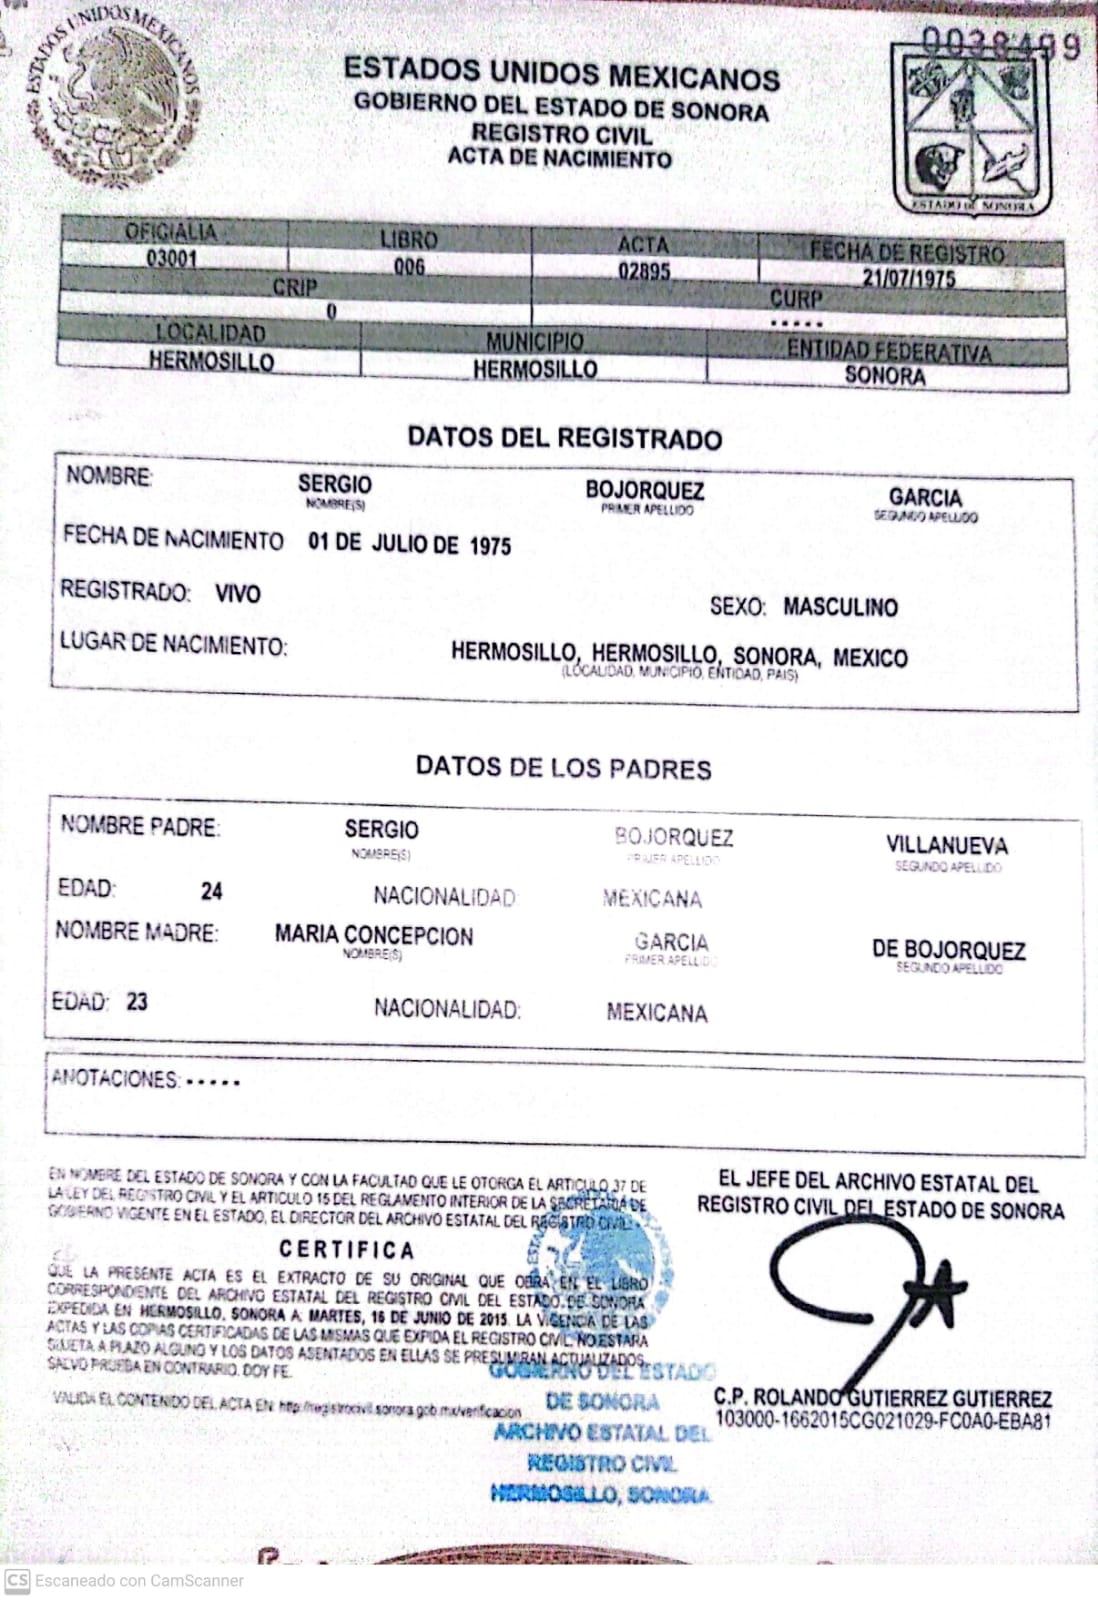 ESTADOS UNIDOS MEXICANOS
0038499
ESTADOS UNIDOS MEXICANOS
GOBIERNO DEL ESTADO DE SONORA
REGISTRO CIVIL
ACTA DE NACIMIENTO
ESTADO DE SONORA
OFICIALIA LIBRO ACTA FECHA DE REGISTRO
03001 006 02895 21/07/1975
CRIP CURP
0 •••••
LOCALIDAD MUNICIPIO ENTIDAD FEDERATIVA
HERMOSILLO HERMOSILLO SONORA
DATOS DEL REGISTRADO
NOMBRE: SERGIO BOJORQUEZ GARCIA
NOMBRE(S) PRIMER APELLIDO SEGUNDO APELLIDO
FECHA DE NACIMIENTO 01 DE JULIO DE 1975
REGISTRADO: VIVO SEXO: MASCULINO
LUGAR DE NACIMIENTO: HERMOSILLO, HERMOSILLO, SONORA, MEXICO
(LOCALIDAD, MUNICIPIO, ENTIDAD, PAIS)
DATOS DE LOS PADRES
NOMBRE PADRE: SERGIO BOJORQUEZ VILLANUEVA
NOMBRE(S) PRIMER APELLIDO SEGUNDO APELLIDO
EDAD: 24 NACIONALIDAD MEXICANA
NOMBRE MADRE: MARIA CONCEPCION GARCIA DE BOJORQUEZ
NOMBRE(S) PRIMER APELLIDO SEGUNDO APELLIDO
EDAD: 23 NACIONALIDAD: MEXICANA
ANOTACIONES: •••••
EN NOMBRE DEL ESTADO DE SONORA Y CON LA FACULTAD QUE LE OTORGA EL ARTICULO 37 DE
LA LEY DEL REGISTRO CIVIL Y EL ARTICULO 15 DEL REGLAMENTO INTERIOR DE LA SECRETARIA DE
GOBIERNO VIGENTE EN EL ESTADO, EL DIRECTOR DEL ARCHIVO ESTATAL DEL REGISTRO CIVIL
CERTIFICA
QUE LA PRESENTE ACTA ES EL EXTRACTO DE SU ORIGINAL QUE OBRA EN EL LIBRO
CORRESPONDIENTE DEL ARCHIVO ESTATAL DEL REGISTRO CIVIL DEL ESTADO DE SONORA
EXPEDIDA EN HERMOSILLO, SONORA A: MARTES, 16 DE JUNIO DE 2015. LA VIGENCIA DE LAS
ACTAS Y LAS COPIAS CERTIFICADAS DE LAS MISMAS QUE EXPIDA EL REGISTRO CIVIL NO ESTARA
SUJETA A PLAZO ALGUNO Y LOS DATOS ASENTADOS EN ELLAS SE PRESUMIRAN ACTUALIZADOS,
SALVO PRUEBA EN CONTRARIO. DOY FE.
VALIDA EL CONTENIDO DEL ACTA EN: http://registrocivil.sonora.gob.mx/verificacion
GOBIERNO DEL ESTADO
DE SONORA
ARCHIVO ESTATAL DEL
REGISTRO CIVIL
HERMOSILLO, SONORA
EL JEFE DEL ARCHIVO ESTATAL DEL
REGISTRO CIVIL DEL ESTADO DE SONORA
C.P. ROLANDO GUTIERREZ GUTIERREZ
103000-1662015CG021029-FC0A0-EBA81
CS Escaneado con CamScanner